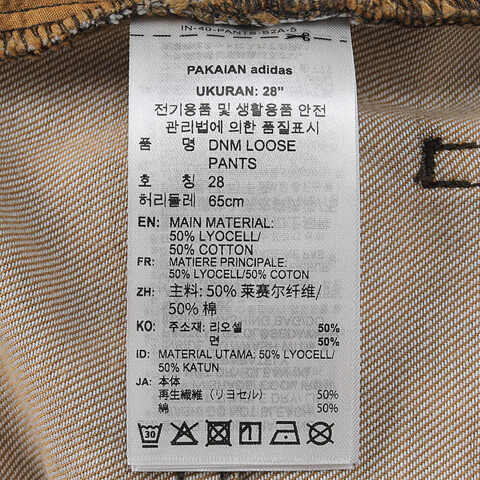 IN-40-PANTS-S2A-5
PAKAIAN adidas
UKURAN: 28"
전기용품 및 생활용품 안전
관리법에 의한 품질표시
품 명 DNM LOOSE
PANTS
호 칭 28
허리둘레 65cm
EN: MAIN MATERIAL:
50% LYOCELL/
50% COTTON
FR: MATIERE PRINCIPALE:
50% LYOCELL/50% COTON
ZH: 主料: 50% 莱赛尔纤维/
50% 棉
KO: 주소재: 리오셀 50%
면 50%
ID: MATERIAL UTAMA: 50% LYOCELL/
50% KATUN
JA: 本体
再生繊維（リヨセル） 50%
綿 50%
30